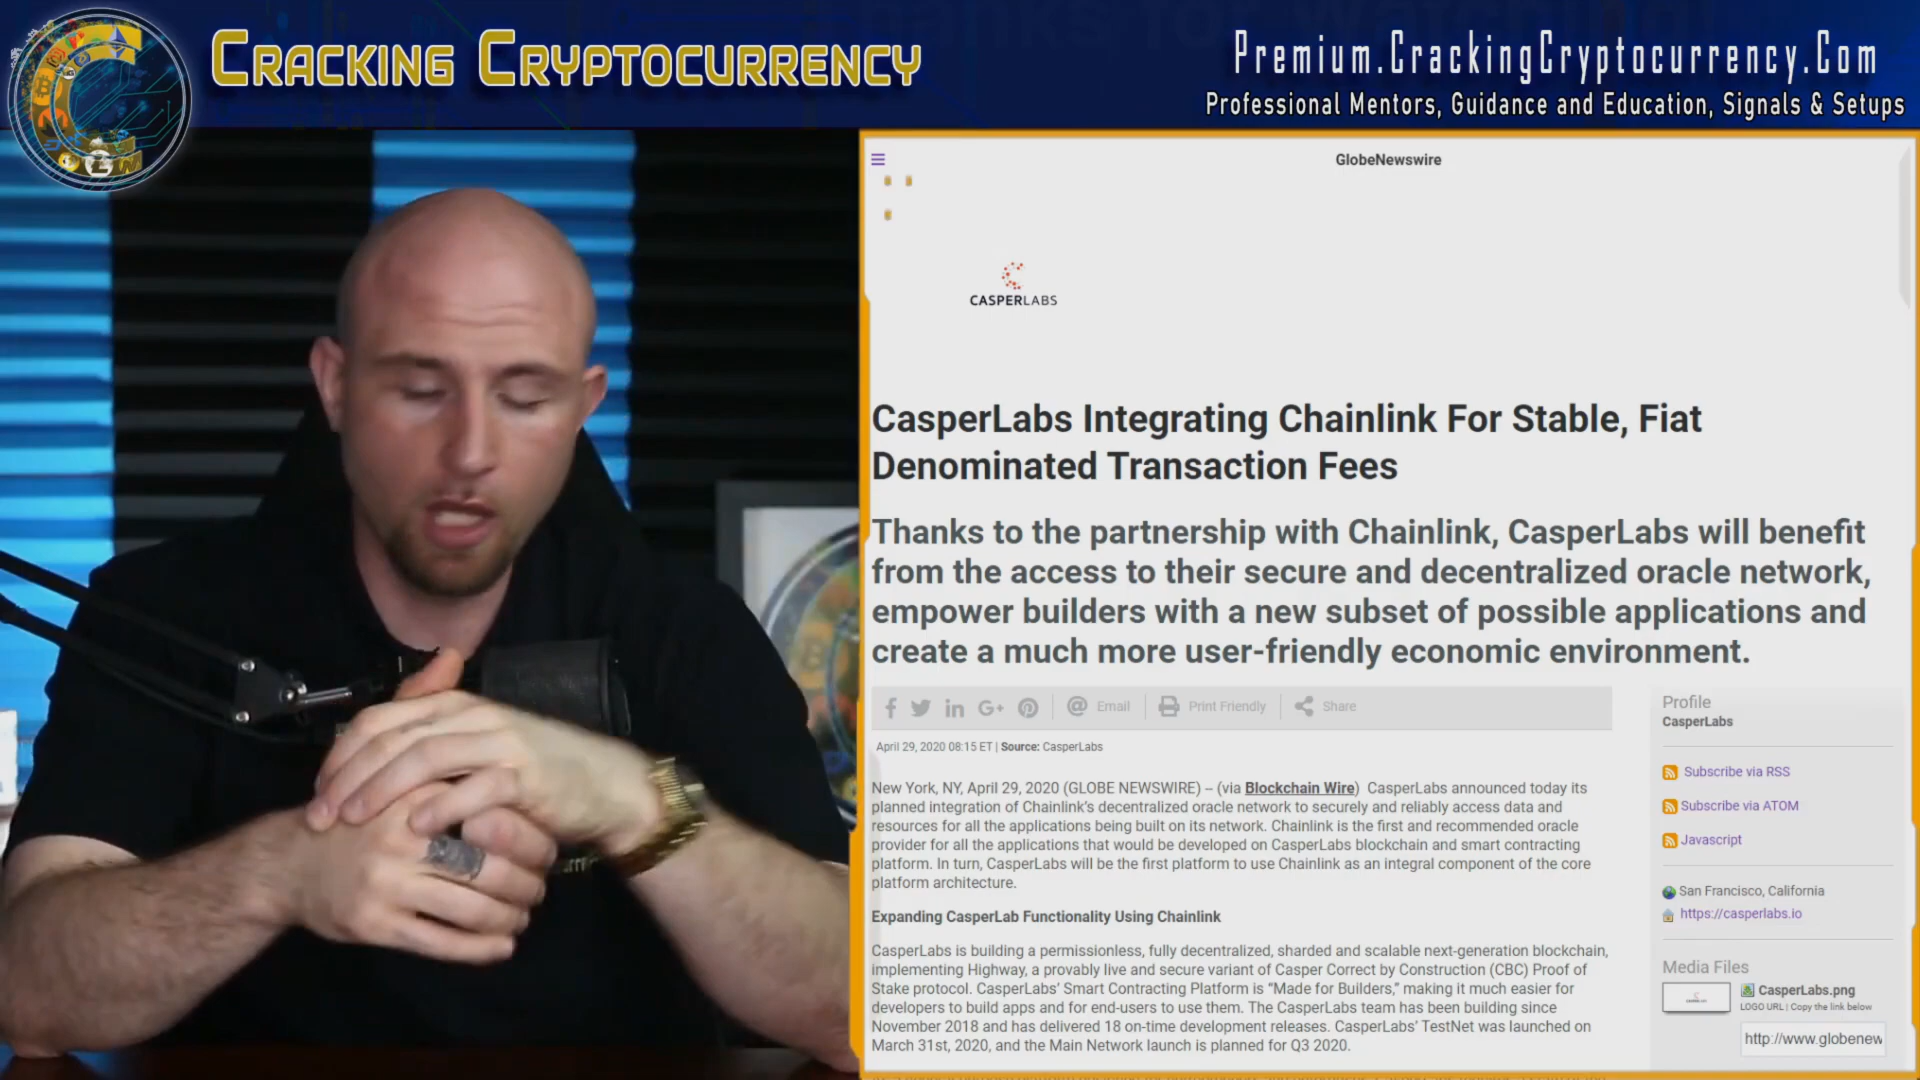 CRACKING CRYPTOCURRENCY
Premium.CrackingCryptocurrency.Com
Professional Mentors, Guidance and Education, Signals & Setups
GlobeNewswire
CASPERLABS
CasperLabs Integrating Chainlink For Stable, Fiat
Denominated Transaction Fees
Thanks to the partnership with Chainlink, CasperLabs will benefit
from the access to their secure and decentralized oracle network,
empower builders with a new subset of possible applications and
create a much more user-friendly economic environment.
Email
Print Friendly
Share
April 29, 2020 08:15 ET | Source: CasperLabs
New York, NY, April 29, 2020 (GLOBE NEWSWIRE) -- (via Blockchain Wire) CasperLabs announced today its
planned integration of Chainlink's decentralized oracle network to securely and reliably access data and
resources for all the applications being built on its network. Chainlink is the first and recommended oracle
provider for all the applications that would be developed on CasperLabs blockchain and smart contracting
platform. In turn, CasperLabs will be the first platform to use Chainlink as an integral component of the core
platform architecture.
Expanding CasperLab Functionality Using Chainlink
CasperLabs is building a permissionless, fully decentralized, sharded and scalable next-generation blockchain,
implementing Highway, a provably live and secure variant of Casper Correct by Construction (CBC) Proof of
Stake protocol. CasperLabs' Smart Contracting Platform is "Made for Builders," making it much easier for
developers to build apps and for end-users to use them. The CasperLabs team has been building since
November 2018 and has delivered 18 on-time development releases. CasperLabs' TestNet was launched on
March 31st, 2020, and the Main Network launch is planned for Q3 2020.
Profile
CasperLabs
Subscribe via RSS
Subscribe via ATOM
Javascript
San Francisco, California
https://casperlabs.io
Media Files
CasperLabs.png
LOGO URL | Copy the link below
http://www.globenew